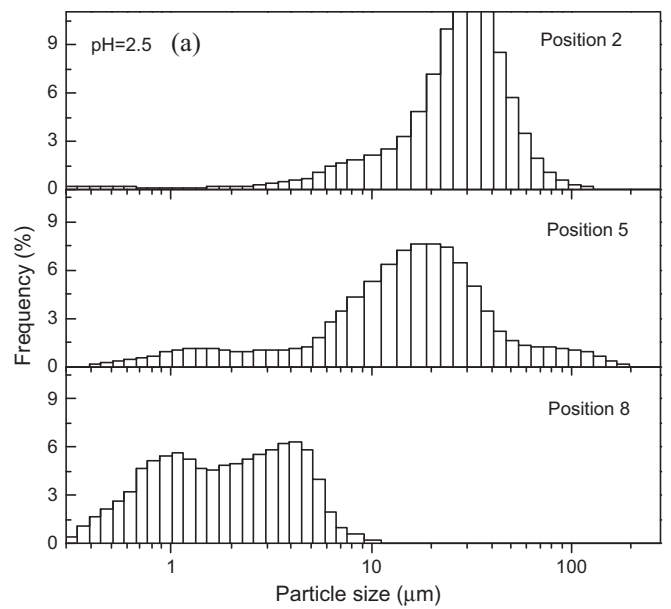 pH=2.5 (a)
Position 2
9
6
3
0
Position 5
9
6
3
0
Position 8
9
6
3
0
Frequency (%)
1 10 100
Particle size (μm)